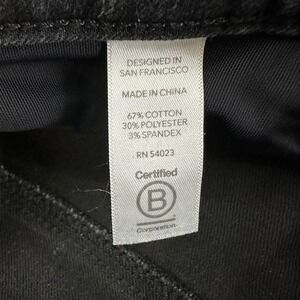 DESIGNED IN
SAN FRANCISCO
MADE IN CHINA
67% COTTON
30% POLYESTER
3% SPANDEX
RN 54023
Certified
B
Corporation